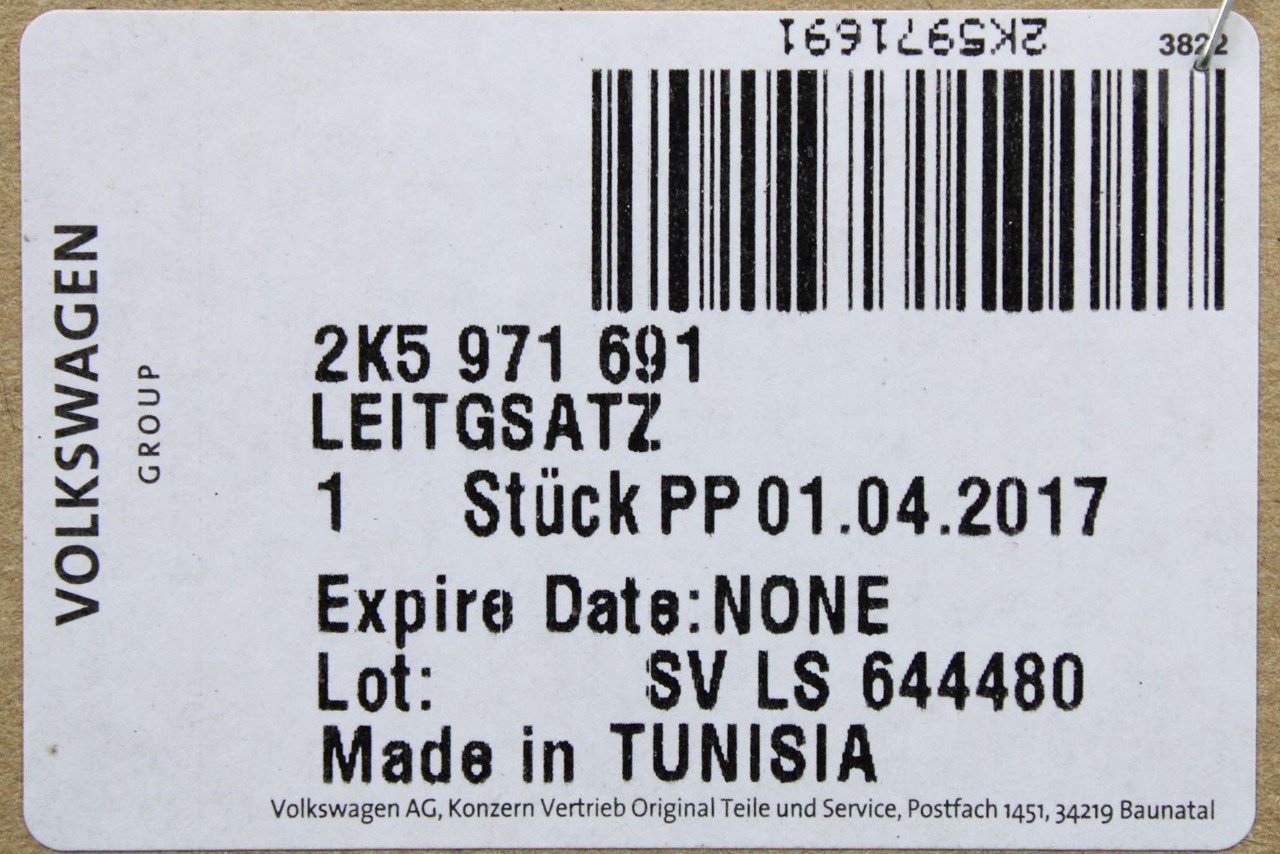 2K5971691
3822
VOLKSWAGEN
GROUP
2K5 971 691
LEITGSATZ
1 Stück PP 01.04.2017
Expire Date:NONE
Lot: SV LS 644480
Made in TUNISIA
Volkswagen AG, Konzern Vertrieb Original Teile und Service, Postfach 1451, 34219 Baunatal